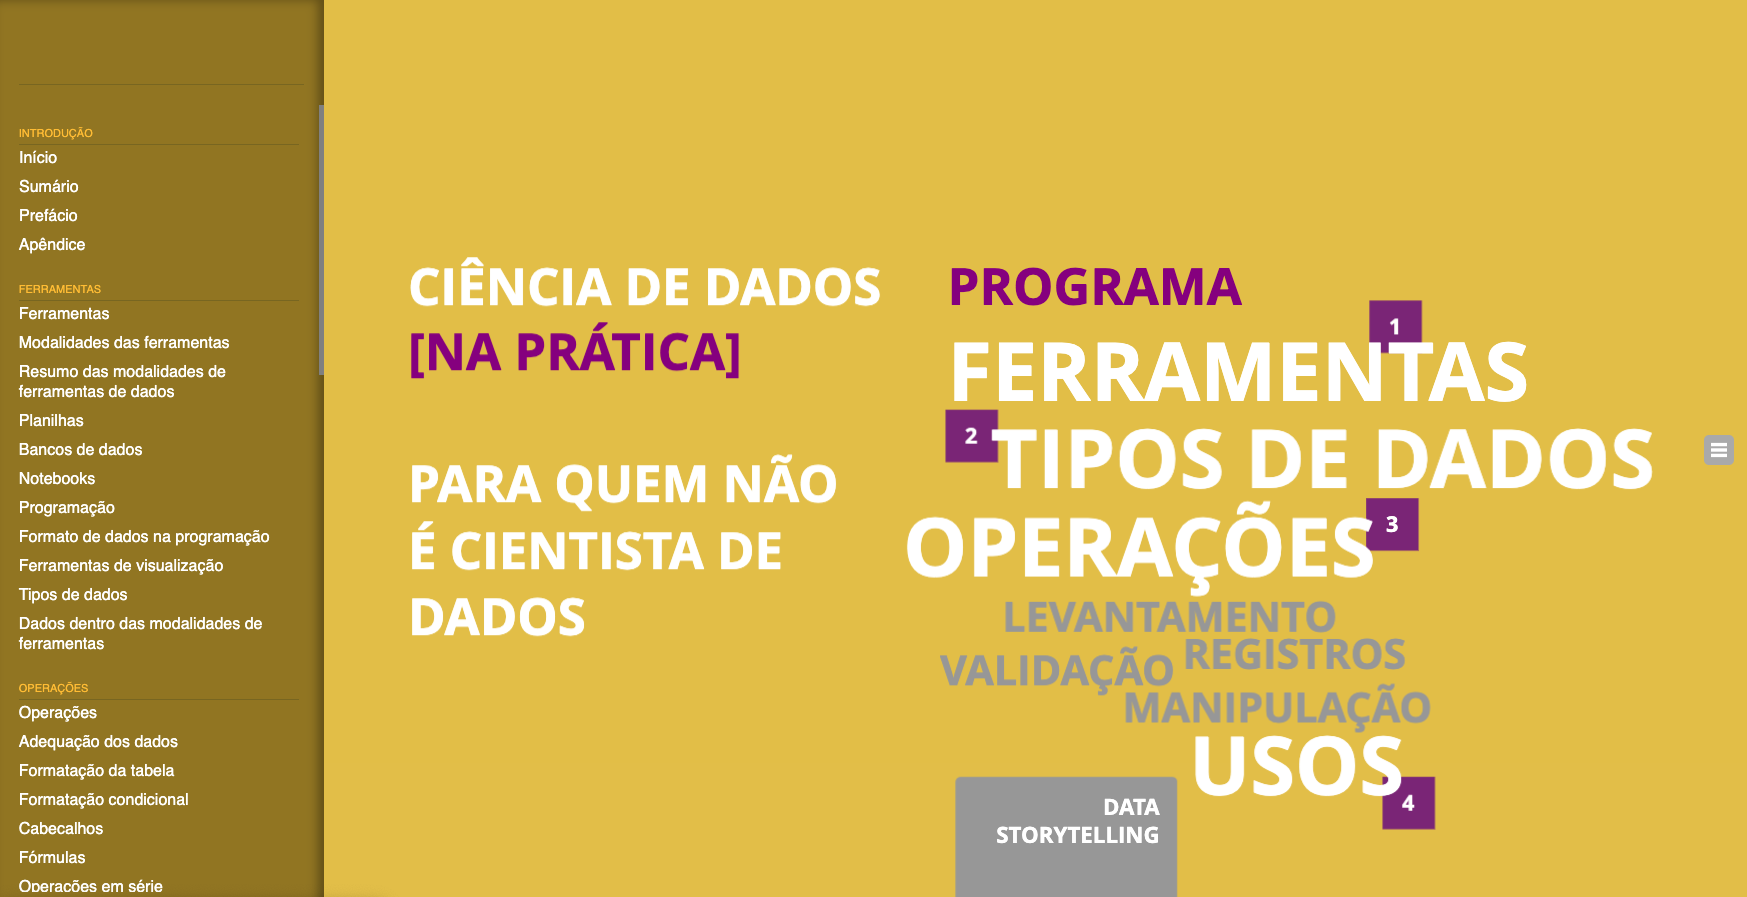 INTRODUÇÃO
Início
Sumário
Prefácio
Apêndice
FERRAMENTAS
Ferramentas
Modalidades das ferramentas
Resumo das modalidades de
ferramentas de dados
Planilhas
Bancos de dados
Notebooks
Programação
Formato de dados na programação
Ferramentas de visualização
Tipos de dados
Dados dentro das modalidades de
ferramentas
OPERAÇÕES
Operações
Adequação dos dados
Formatação da tabela
Formatação condicional
Cabecalhos
Fórmulas
Operações em série
CIÊNCIA DE DADOS
[NA PRÁTICA]
PARA QUEM NÃO
É CIENTISTA DE
DADOS
PROGRAMA
1
FERRAMENTAS
2
TIPOS DE DADOS
OPERAÇÕES
3
LEVANTAMENTO
REGISTROS
VALIDAÇÃO
MANIPULAÇÃO
USOS
4
DATA
STORYTELLING